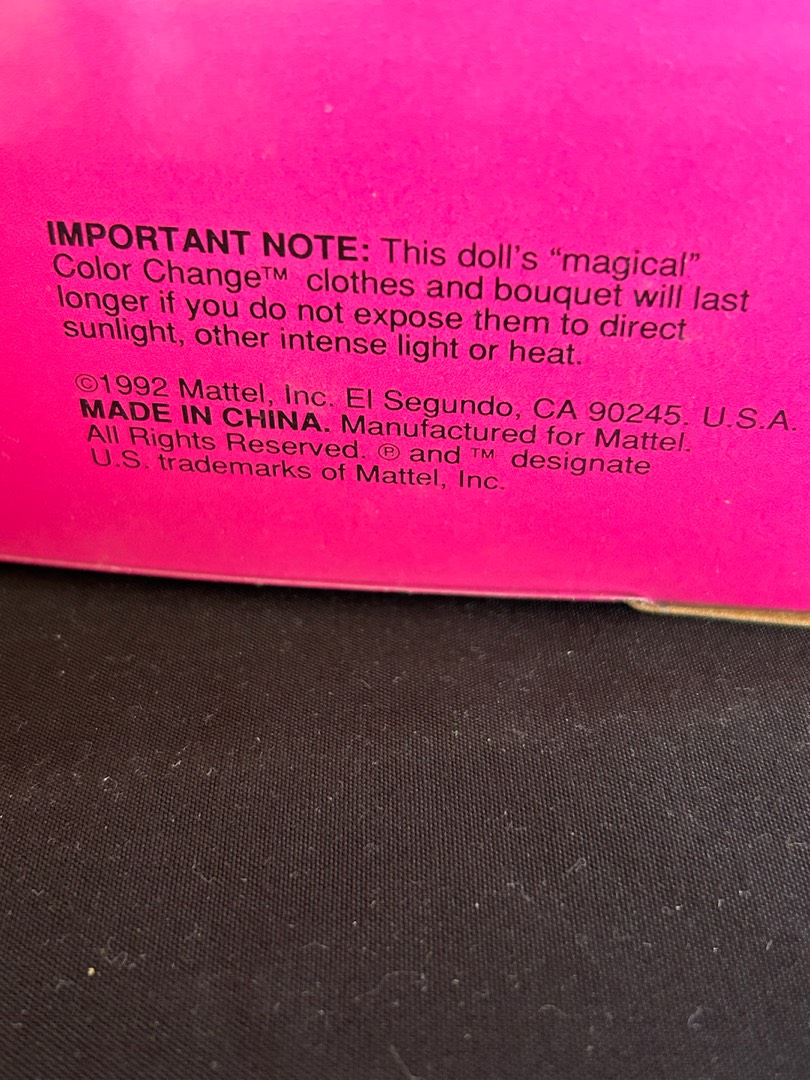 IMPORTANT NOTE: This doll's “magical”
Color Change™ clothes and bouquet will last
longer if you do not expose them to direct
sunlight, other intense light or heat.
©1992 Mattel, Inc. El Segundo, CA 90245. U.S.A.
MADE IN CHINA. Manufactured for Mattel.
All Rights Reserved. ® and ™ designate
U.S. trademarks of Mattel, Inc.